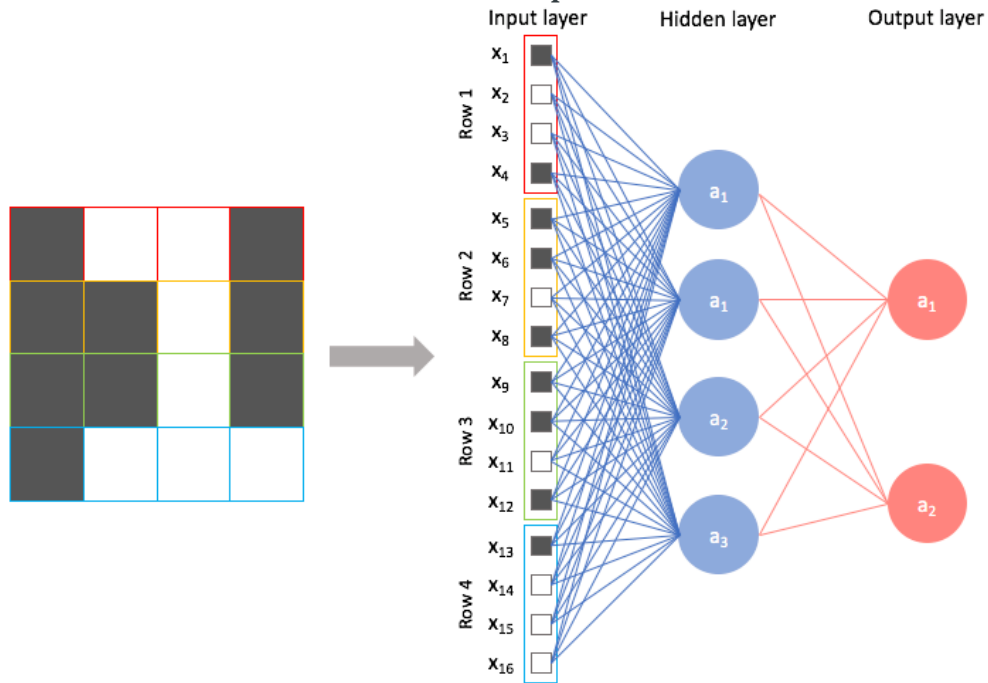 Input layer
Hidden layer
Output layer
Row 1
x1
x2
x3
x4
Row 2
x5
x6
x7
x8
Row 3
x9
x10
x11
x12
Row 4
x13
x14
x15
x16
a1
a1
a2
a3
a1
a2